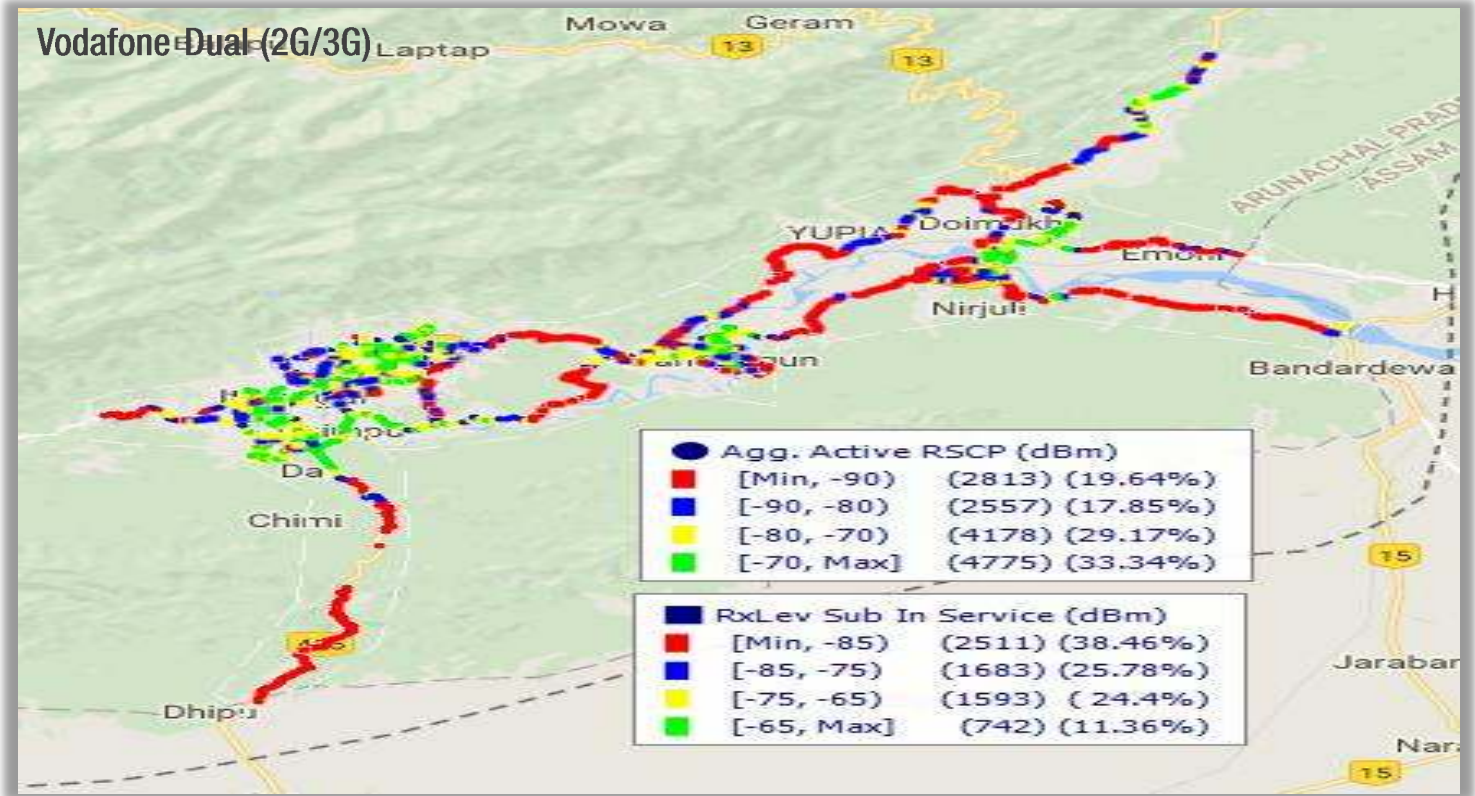 Vodafone Dual (2G/3G)
Laptap
Mowa
Geram
13
13
ARUNACHAL PRAD
ASSAM
YUPIA
Doimukh
Emchi
Nirjuli
Bandardewa
H
Da
Chimi
Dhipu
15
Jarabar
Nar
15
Agg. Active RSCP (dBm)
[Min, -90) (2813) (19.64%)
[-90, -80) (2557) (17.85%)
[-80, -70) (4178) (29.17%)
[-70, Max] (4775) (33.34%)
RxLev Sub In Service (dBm)
[Min, -85) (2511) (38.46%)
[-85, -75) (1683) (25.78%)
[-75, -65) (1593) ( 24.4%)
[-65, Max] (742) (11.36%)